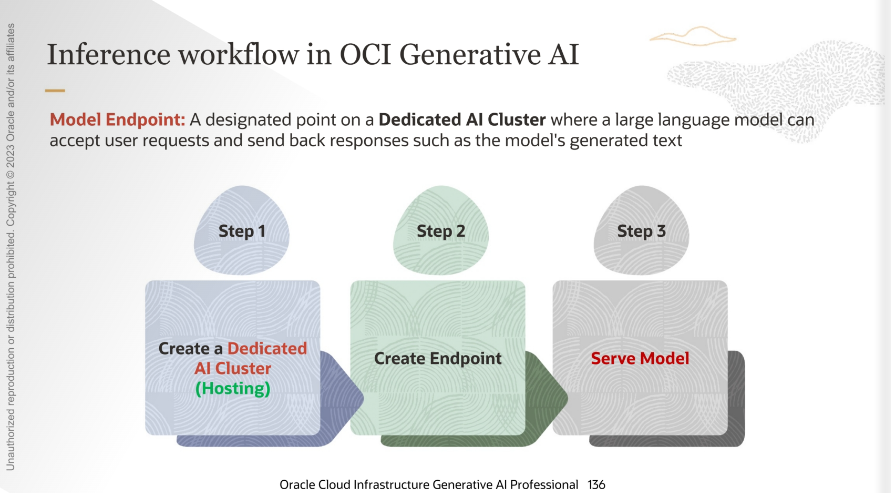 Inference workflow in OCI Generative AI
Model Endpoint: A designated point on a Dedicated AI Cluster where a large language model can
accept user requests and send back responses such as the model's generated text
Step 1
Step 2
Step 3
Create a Dedicated
AI Cluster
(Hosting)
Create Endpoint
Serve Model
Unauthorized reproduction or distribution prohibited. Copyright © 2023 Oracle and/or its affiliates
Oracle Cloud Infrastructure Generative AI Professional 136